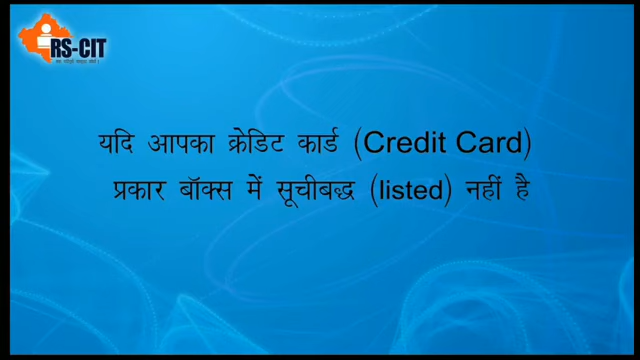 RS-CIT
यदि आपका क्रेडिट कार्ड (Credit Card)
प्रकार बॉक्स में सूचीबद्ध (listed) नहीं है